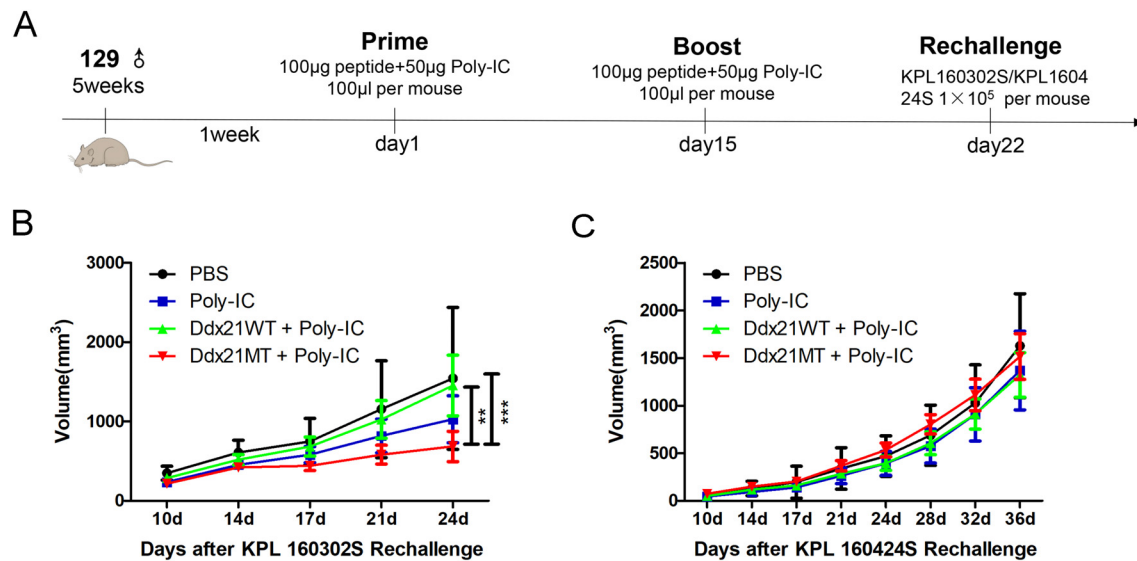 A
129 ♂
5weeks
1week
Prime
100μg peptide+50μg Poly-IC
100μl per mouse
day1
Boost
100μg peptide+50μg Poly-IC
100μl per mouse
day15
Rechallenge
KPL160302S/KPL1604
24S 1×10⁵ per mouse
day22
B
Volume(mm³)
3000
2000
1000
0
PBS
Poly-IC
Ddx21WT + Poly-IC
Ddx21MT + Poly-IC
**
***
10d 14d 17d 21d 24d
Days after KPL 160302S Rechallenge
C
Volume(mm³)
2500
2000
1500
1000
500
0
PBS
Poly-IC
Ddx21WT + Poly-IC
Ddx21MT + Poly-IC
10d 14d 17d 21d 24d 28d 32d 36d
Days after KPL 160424S Rechallenge